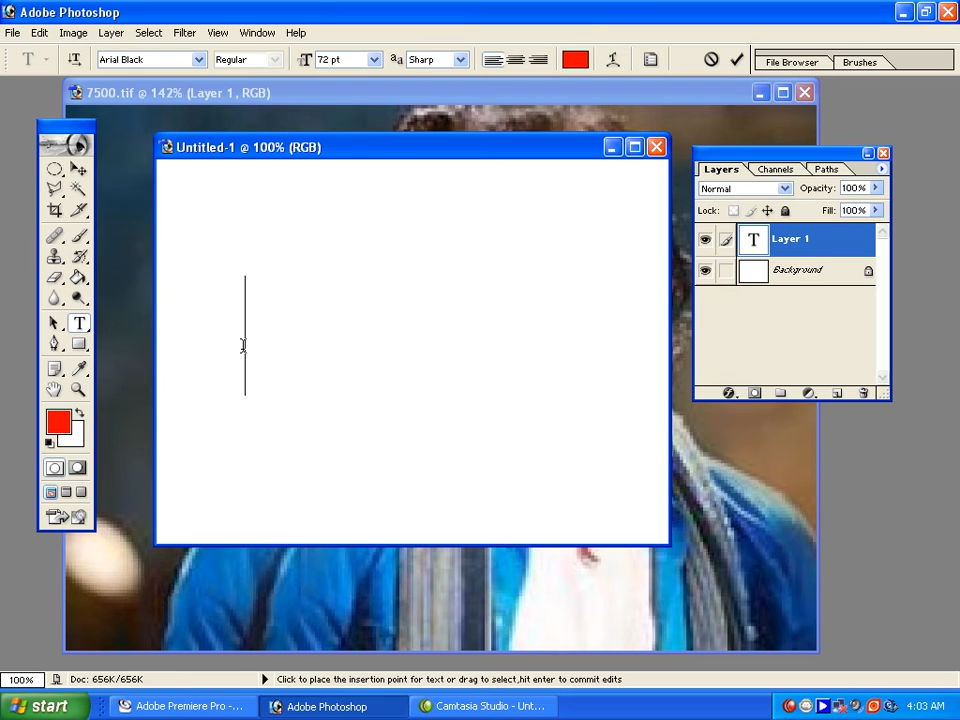 Adobe Photoshop
File Edit Image Layer Select Filter View Window Help
T T Arial Black Regular T 72 pt aa Sharp File Browser Brushes
7500.tif @ 142% (Layer 1, RGB)
Untitled-1 @ 100% (RGB)
Layers Channels Paths
Normal Opacity: 100%
Lock: Fill: 100%
T Layer 1
Background
T
100% Doc: 656K/656K Click to place the insertion point for text or drag to select,hit enter to commit edits
start Adobe Premiere Pro - ... Adobe Photoshop Camtasia Studio - Unt... 4:03 AM